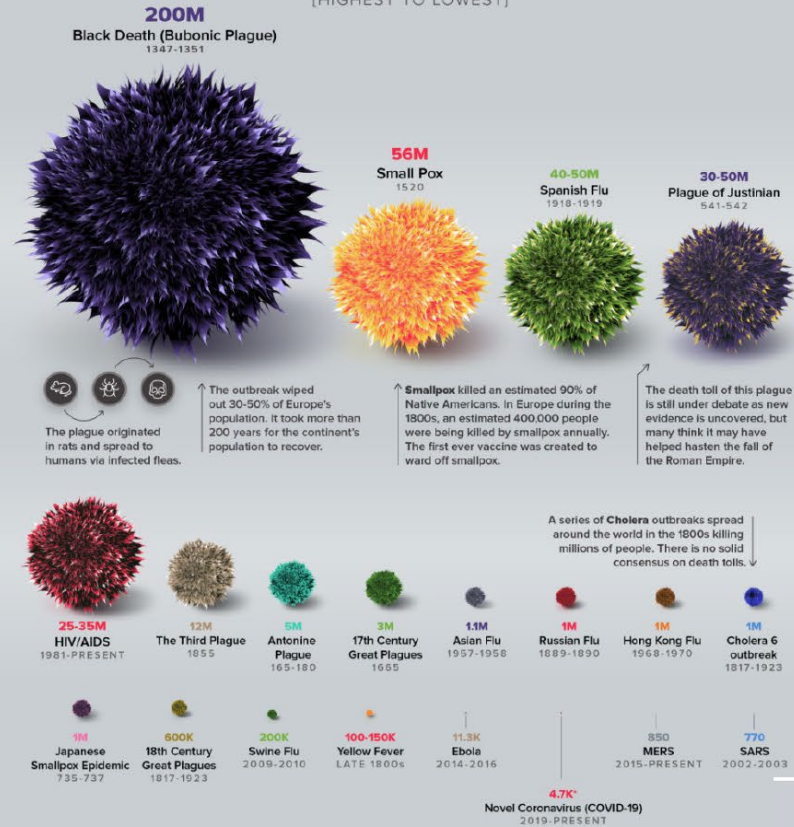 [HIGHEST TO LOWEST]
200M
Black Death (Bubonic Plague)
1347-1351
56M
Small Pox
1520
40-50M
Spanish Flu
1918-1919
30-50M
Plague of Justinian
541-542
The plague originated
in rats and spread to
humans via infected fleas.
The outbreak wiped
out 30-50% of Europe's
population. It took more than
200 years for the continent's
population to recover.
Smallpox killed an estimated 90% of
Native Americans. In Europe during the
1800s, an estimated 400,000 people
were being killed by smallpox annually.
The first ever vaccine was created to
ward off smallpox.
The death toll of this plague
is still under debate as new
evidence is uncovered, but
many think it may have
helped hasten the fall of
the Roman Empire.
A series of Cholera outbreaks spread
around the world in the 1800s killing
millions of people. There is no solid
consensus on death tolls.
25-35M
HIV/AIDS
1981-PRESENT
12M
The Third Plague
1855
5M
Antonine
Plague
165-180
3M
17th Century
Great Plagues
1665
1.1M
Asian Flu
1957-1958
1M
Russian Flu
1889-1890
1M
Hong Kong Flu
1968-1970
1M
Cholera 6
outbreak
1817-1923
1M
Japanese
Smallpox Epidemic
735-737
600K
18th Century
Great Plagues
1817-1923
200K
Swine Flu
2009-2010
100-150K
Yellow Fever
LATE 1800s
11.3K
Ebola
2014-2016
4.7K*
Novel Coronavirus (COVID-19)
2019-PRESENT
850
MERS
2015-PRESENT
770
SARS
2002-2003